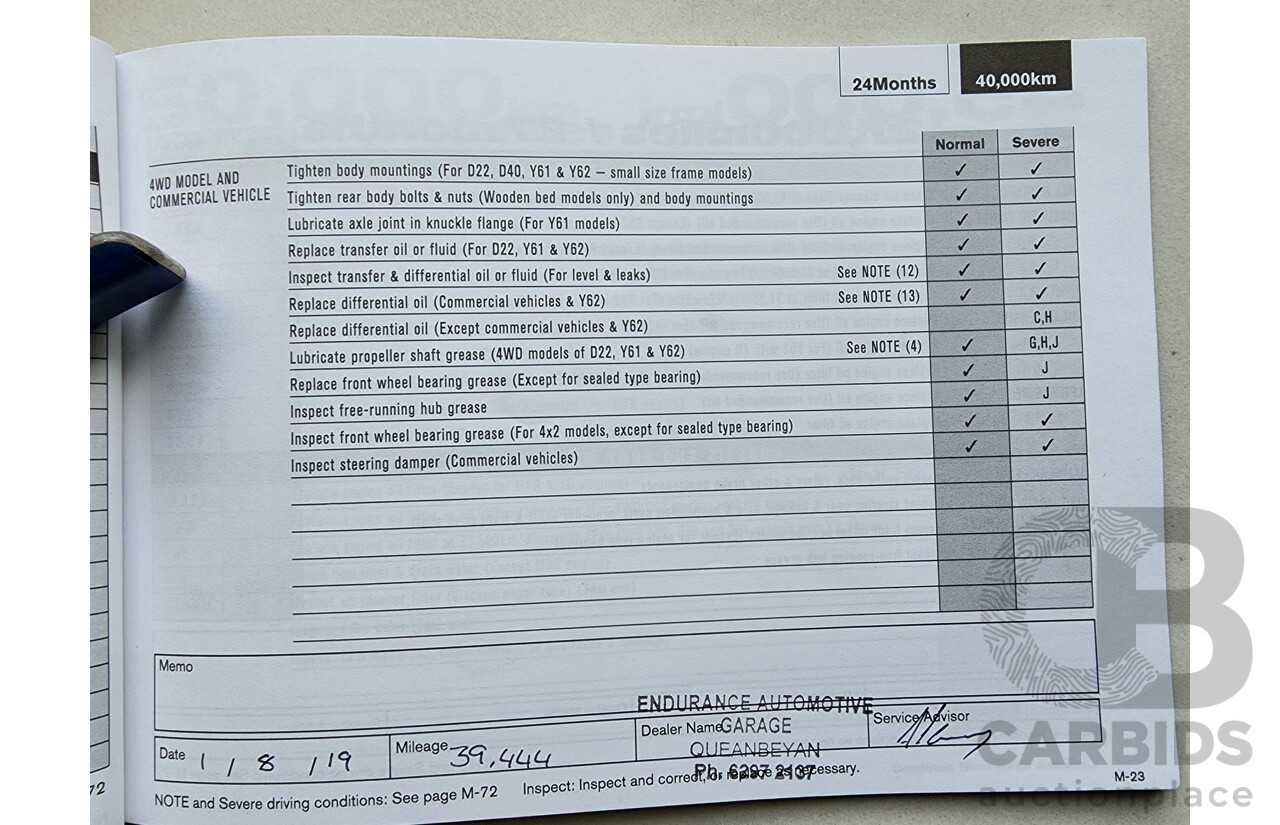 24Months 40,000km
Normal Severe
4WD MODEL AND
COMMERCIAL VEHICLE
Tighten body mountings (For D22, D40, Y61 & Y62 – small size frame models) ✓ ✓
Tighten rear body bolts & nuts (Wooden bed models only) and body mountings ✓ ✓
Lubricate axle joint in knuckle flange (For Y61 models) ✓ ✓
Replace transfer oil or fluid (For D22, Y61 & Y62) ✓ ✓
Inspect transfer & differential oil or fluid (For level & leaks) See NOTE (12) ✓ ✓
Replace differential oil (Commercial vehicles & Y62) See NOTE (13) ✓ ✓
Replace differential oil (Except commercial vehicles & Y62) C,H
Lubricate propeller shaft grease (4WD models of D22, Y61 & Y62) See NOTE (4) ✓ G,H,J
Replace front wheel bearing grease (Except for sealed type bearing) ✓ J
Inspect free-running hub grease ✓ J
Inspect front wheel bearing grease (For 4x2 models, except for sealed type bearing) ✓ ✓
Inspect steering damper (Commercial vehicles) ✓ ✓
Memo
ENDURANCE AUTOMOTIVE
Date 1 / 8 / 19 Mileage 39,444 Dealer Name GARAGE Service Advisor
QUEANBEYAN
Ph. 6297 2137
NOTE and Severe driving conditions: See page M-72 Inspect: Inspect and correct, or replace as necessary.
M-23
72
CB
CARBIDS
auctionplace